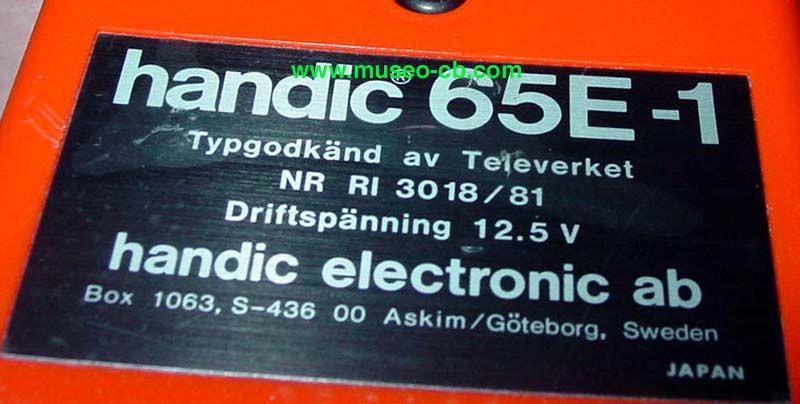 www.museo-cb.com
handic® 65E-1
Typgodkänd av Televerket
NR RI 3018/81
Driftspänning 12.5 V
handic electronic ab
Box 1063, S-436 00 Askim/Göteborg, Sweden
JAPAN